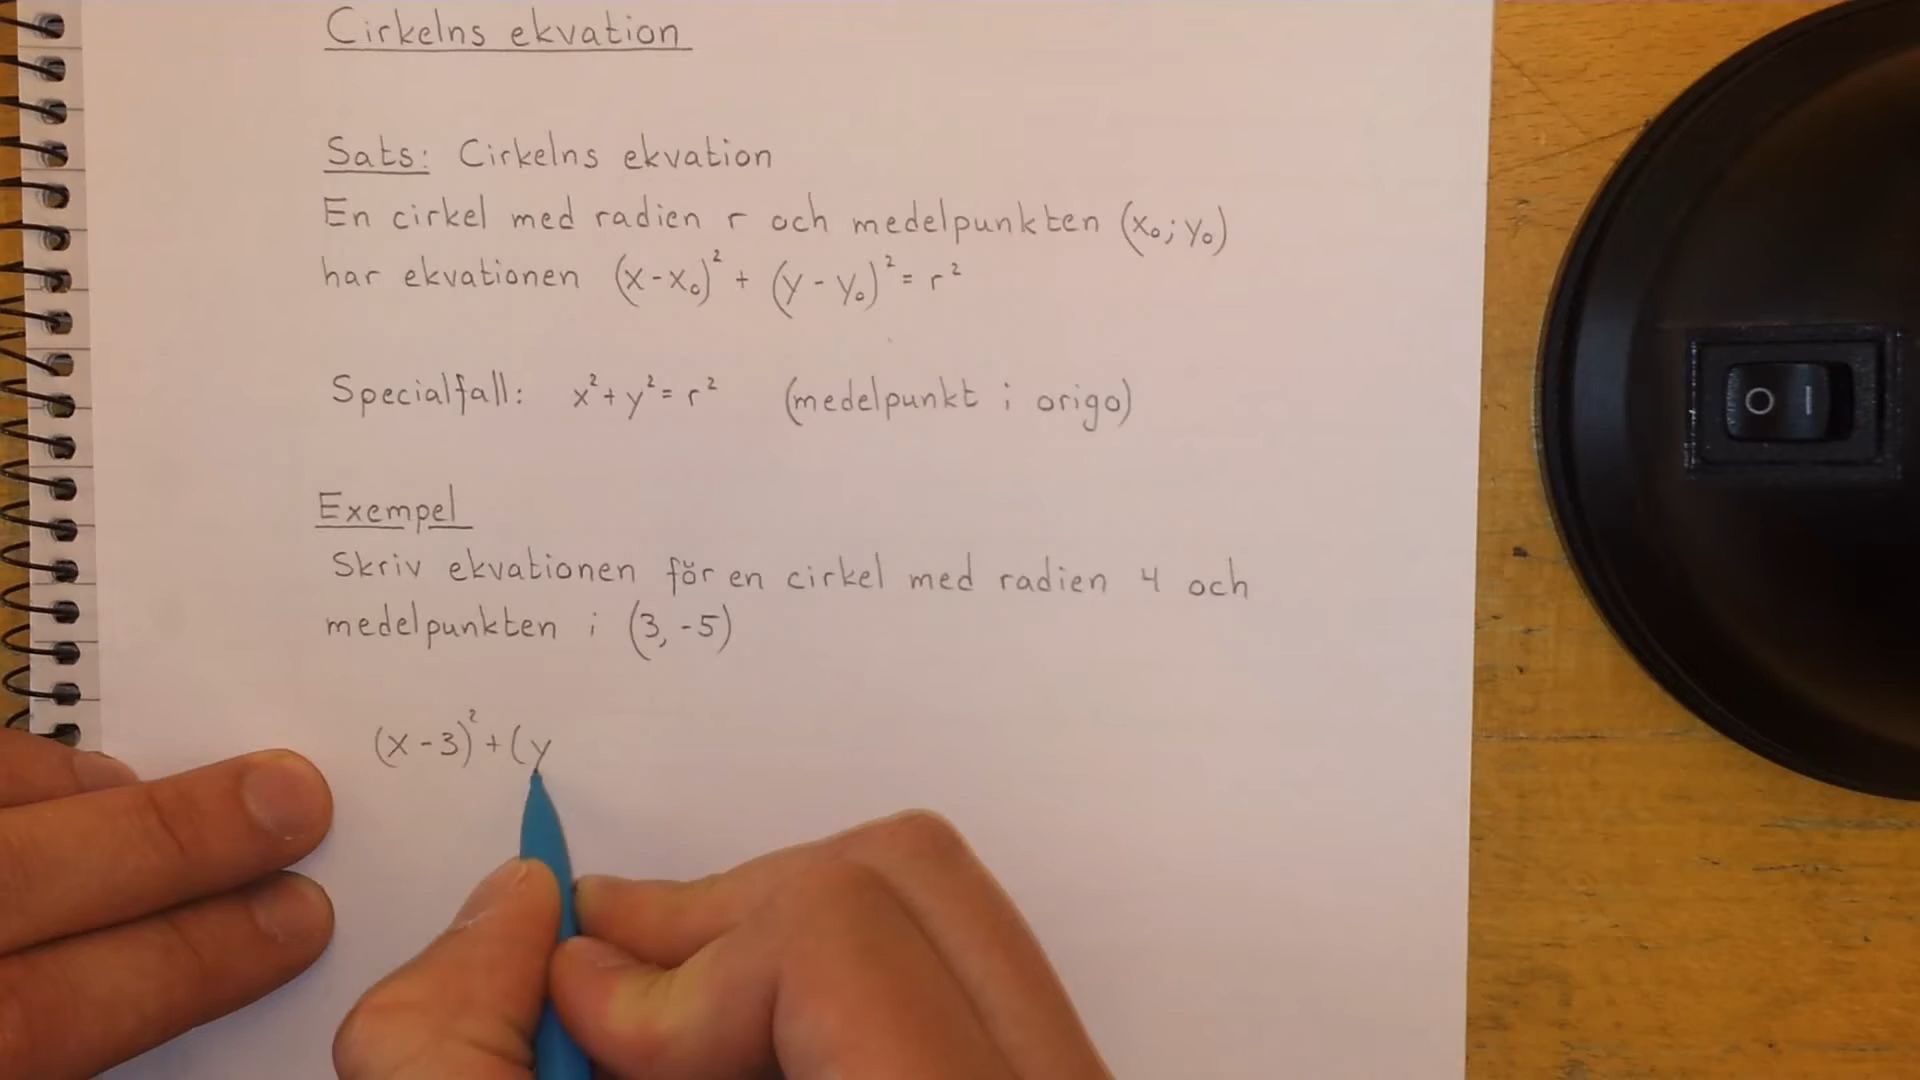 Cirkelns ekvation
Sats: Cirkelns ekvation
En cirkel med radien r och medelpunkten (x₀; y₀)
har ekvationen (x-x₀)² + (y - y₀)² = r²
Specialfall: x² + y² = r² (medelpunkt i origo)
Exempel
Skriv ekvationen för en cirkel med radien 4 och
medelpunkten i (3, -5)
(x - 3)² + (y